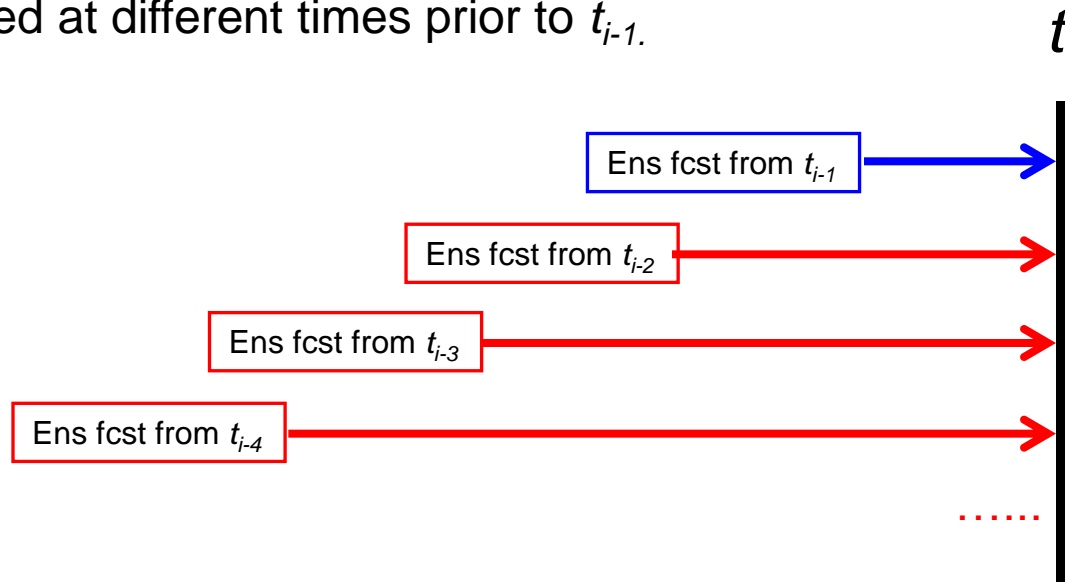 ed at different times prior to t_{i-1}.
t
Ens fcst from t_{i-1}
Ens fcst from t_{i-2}
Ens fcst from t_{i-3}
Ens fcst from t_{i-4}
......